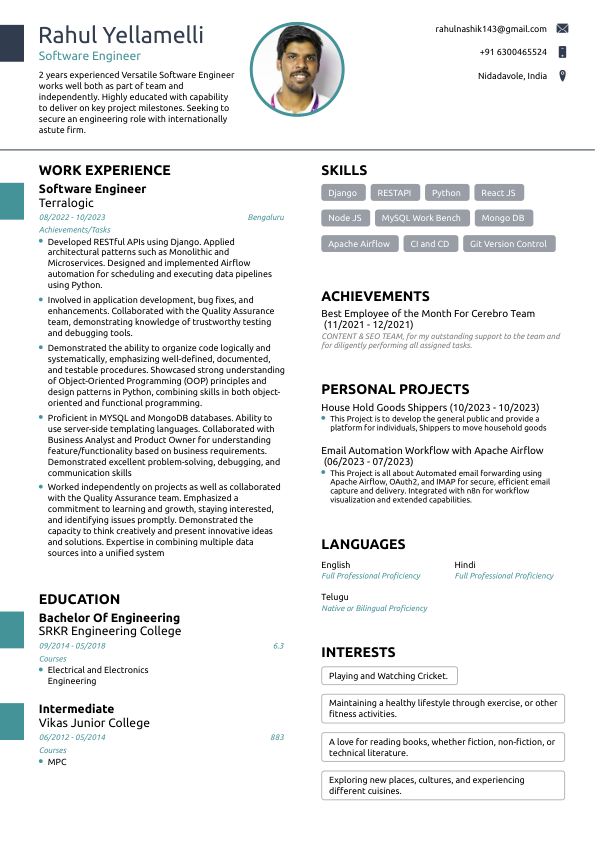 Rahul Yellamelli
Software Engineer
2 years experienced Versatile Software Engineer
works well both as part of team and
independently. Highly educated with capability
to deliver on key project milestones. Seeking to
secure an engineering role with internationally
astute firm.
rahulnashik143@gmail.com
+91 6300465524
Nidadavole, India
WORK EXPERIENCE
Software Engineer
Terralogic
08/2022 - 10/2023 Bengaluru
Achievements/Tasks
Developed RESTful APIs using Django. Applied
architectural patterns such as Monolithic and
Microservices. Designed and implemented Airflow
automation for scheduling and executing data pipelines
using Python.
Involved in application development, bug fixes, and
enhancements. Collaborated with the Quality Assurance
team, demonstrating knowledge of trustworthy testing
and debugging tools.
Demonstrated the ability to organize code logically and
systematically, emphasizing well-defined, documented,
and testable procedures. Showcased strong understanding
of Object-Oriented Programming (OOP) principles and
design patterns in Python, combining skills in both object-
oriented and functional programming.
Proficient in MYSQL and MongoDB databases. Ability to
use server-side templating languages. Collaborated with
Business Analyst and Product Owner for understanding
feature/functionality based on business requirements.
Demonstrated excellent problem-solving, debugging, and
communication skills
Worked independently on projects as well as collaborated
with the Quality Assurance team. Emphasized a
commitment to learning and growth, staying interested,
and identifying issues promptly. Demonstrated the
capacity to think creatively and present innovative ideas
and solutions. Expertise in combining multiple data
sources into a unified system
EDUCATION
Bachelor Of Engineering
SRKR Engineering College
09/2014 - 05/2018 6.3
Courses
Electrical and Electronics
Engineering
Intermediate
Vikas Junior College
06/2012 - 05/2014 883
Courses
MPC
SKILLS
Django RESTAPI Python React JS
Node JS MySQL Work Bench Mongo DB
Apache Airflow CI and CD Git Version Control
ACHIEVEMENTS
Best Employee of the Month For Cerebro Team
(11/2021 - 12/2021)
CONTENT & SEO TEAM, for my outstanding support to the team and
for diligently performing all assigned tasks.
PERSONAL PROJECTS
House Hold Goods Shippers (10/2023 - 10/2023)
This Project is to develop the general public and provide a
platform for individuals, Shippers to move household goods
Email Automation Workflow with Apache Airflow
(06/2023 - 07/2023)
This Project is all about Automated email forwarding using
Apache Airflow, OAuth2, and IMAP for secure, efficient email
capture and delivery. Integrated with n8n for workflow
visualization and extended capabilities.
LANGUAGES
English Hindi
Full Professional Proficiency Full Professional Proficiency
Telugu
Native or Bilingual Proficiency
INTERESTS
Playing and Watching Cricket.
Maintaining a healthy lifestyle through exercise, or other
fitness activities.
A love for reading books, whether fiction, non-fiction, or
technical literature.
Exploring new places, cultures, and experiencing
different cuisines.